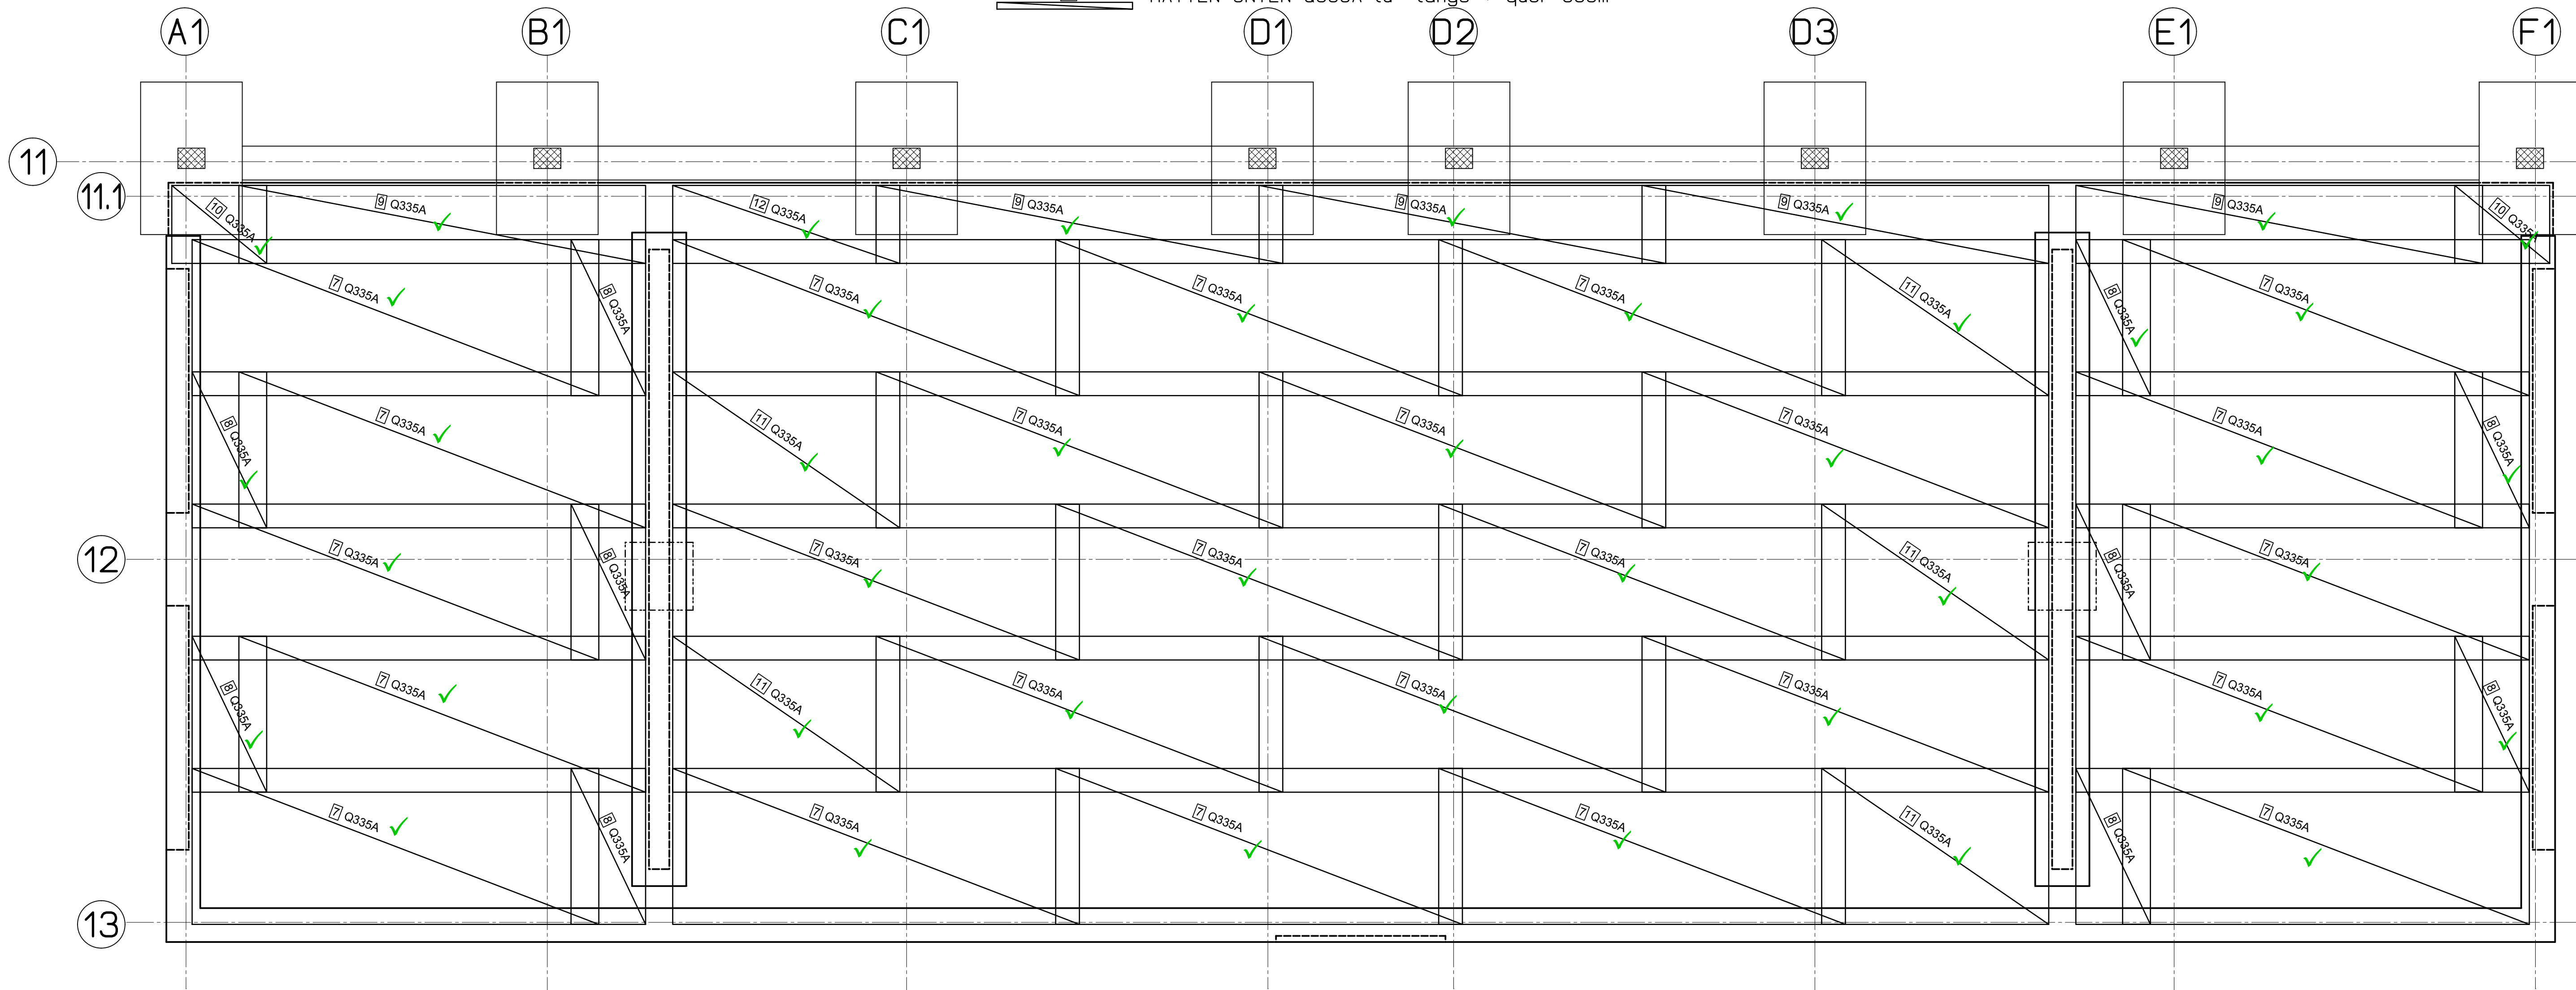 MATTEN UNTEN Q335A
A1 B1 C1 D1 D2 D3 E1 F1
11
11.1
10 Q335A 9 Q335A 12 Q335A 9 Q335A 9 Q335A 9 Q335A 9 Q335A 10 Q335A
7 Q335A 8 Q335A 7 Q335A 7 Q335A 7 Q335A 11 Q335A 8 Q335A 7 Q335A
8 Q335A 7 Q335A 11 Q335A 7 Q335A 7 Q335A 7 Q335A 7 Q335A 8 Q335A
12
7 Q335A 8 Q335A 7 Q335A 7 Q335A 7 Q335A 11 Q335A 8 Q335A 7 Q335A
8 Q335A 7 Q335A 11 Q335A 7 Q335A 7 Q335A 7 Q335A 7 Q335A 8 Q335A
7 Q335A 8 Q335A 7 Q335A 7 Q335A 7 Q335A 11 Q335A 8 Q335A 7 Q335A
13